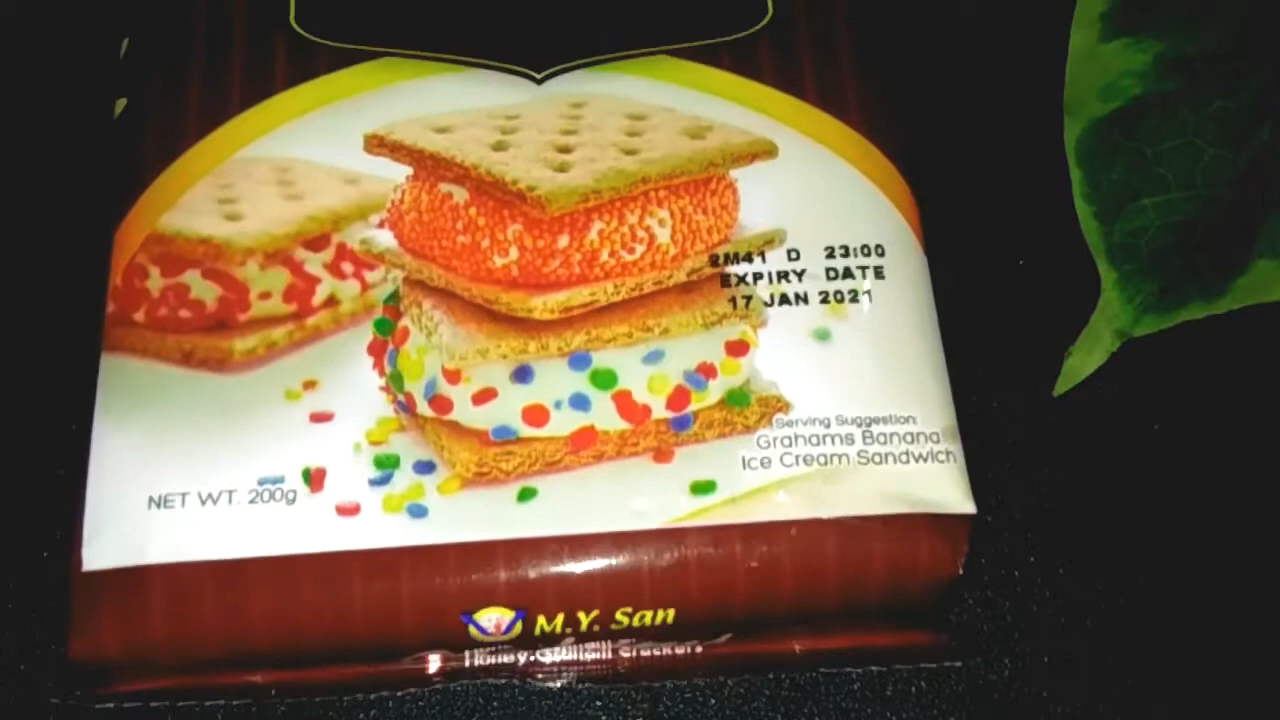 RM41 D 23:00
EXPIRY DATE
17 JAN 2021
Serving Suggestion:
Grahams Banana
Ice Cream Sandwich
NET WT. 200g
M.Y. San
Honey Graham Crackers